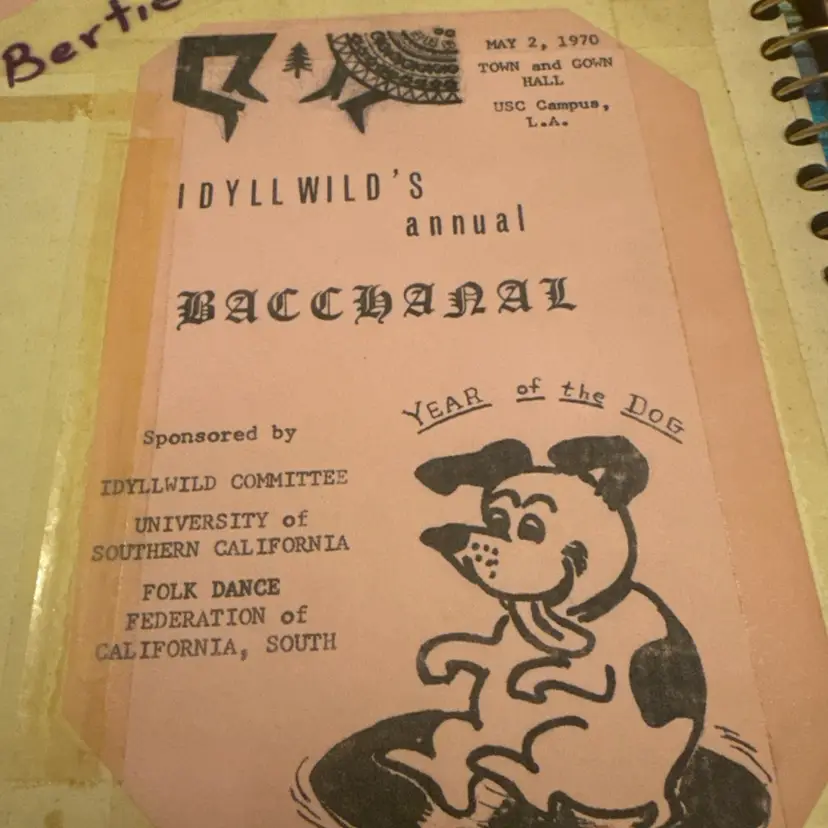 Bertie
MAY 2, 1970
TOWN and GOWN
HALL
USC Campus,
L.A.
IDYLLWILD'S
annual
BACCHANAL
YEAR of the DOG
Sponsored by
IDYLLWILD COMMITTEE
UNIVERSITY of
SOUTHERN CALIFORNIA
FOLK DANCE
FEDERATION of
CALIFORNIA, SOUTH